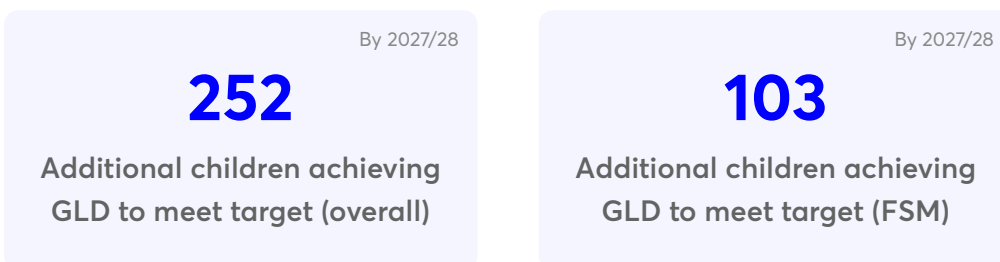 By 2027/28
252
Additional children achieving
GLD to meet target (overall)
By 2027/28
103
Additional children achieving
GLD to meet target (FSM)